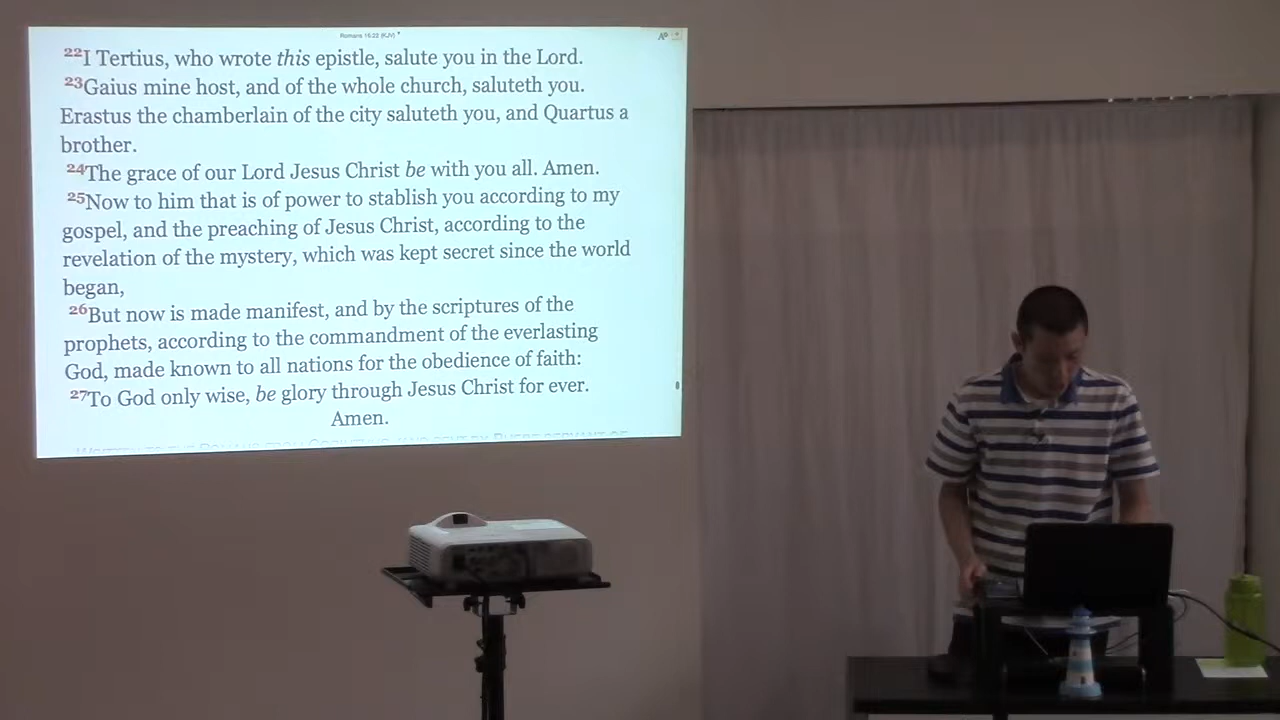 Romans 16:22 (KJV)
22I Tertius, who wrote this epistle, salute you in the Lord.
23Gaius mine host, and of the whole church, saluteth you.
Erastus the chamberlain of the city saluteth you, and Quartus a
brother.
24The grace of our Lord Jesus Christ be with you all. Amen.
25Now to him that is of power to stablish you according to my
gospel, and the preaching of Jesus Christ, according to the
revelation of the mystery, which was kept secret since the world
began,
26But now is made manifest, and by the scriptures of the
prophets, according to the commandment of the everlasting
God, made known to all nations for the obedience of faith:
27To God only wise, be glory through Jesus Christ for ever.
Amen.